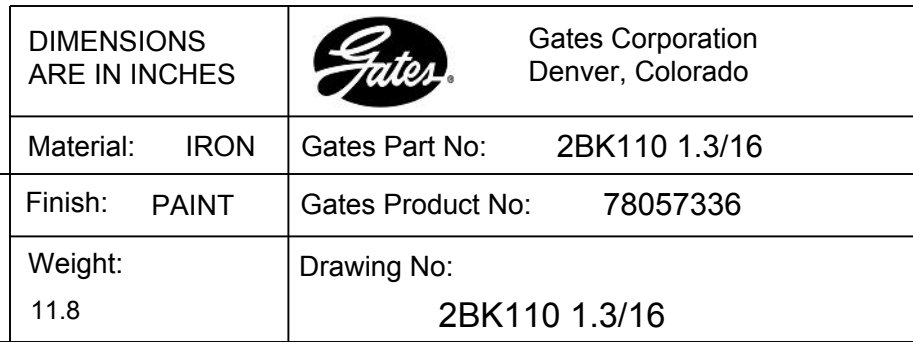 DIMENSIONS
ARE IN INCHES
Gates®
Gates Corporation
Denver, Colorado
Material: IRON
Gates Part No: 2BK110 1.3/16
Finish: PAINT
Gates Product No: 78057336
Weight:
11.8
Drawing No:
2BK110 1.3/16